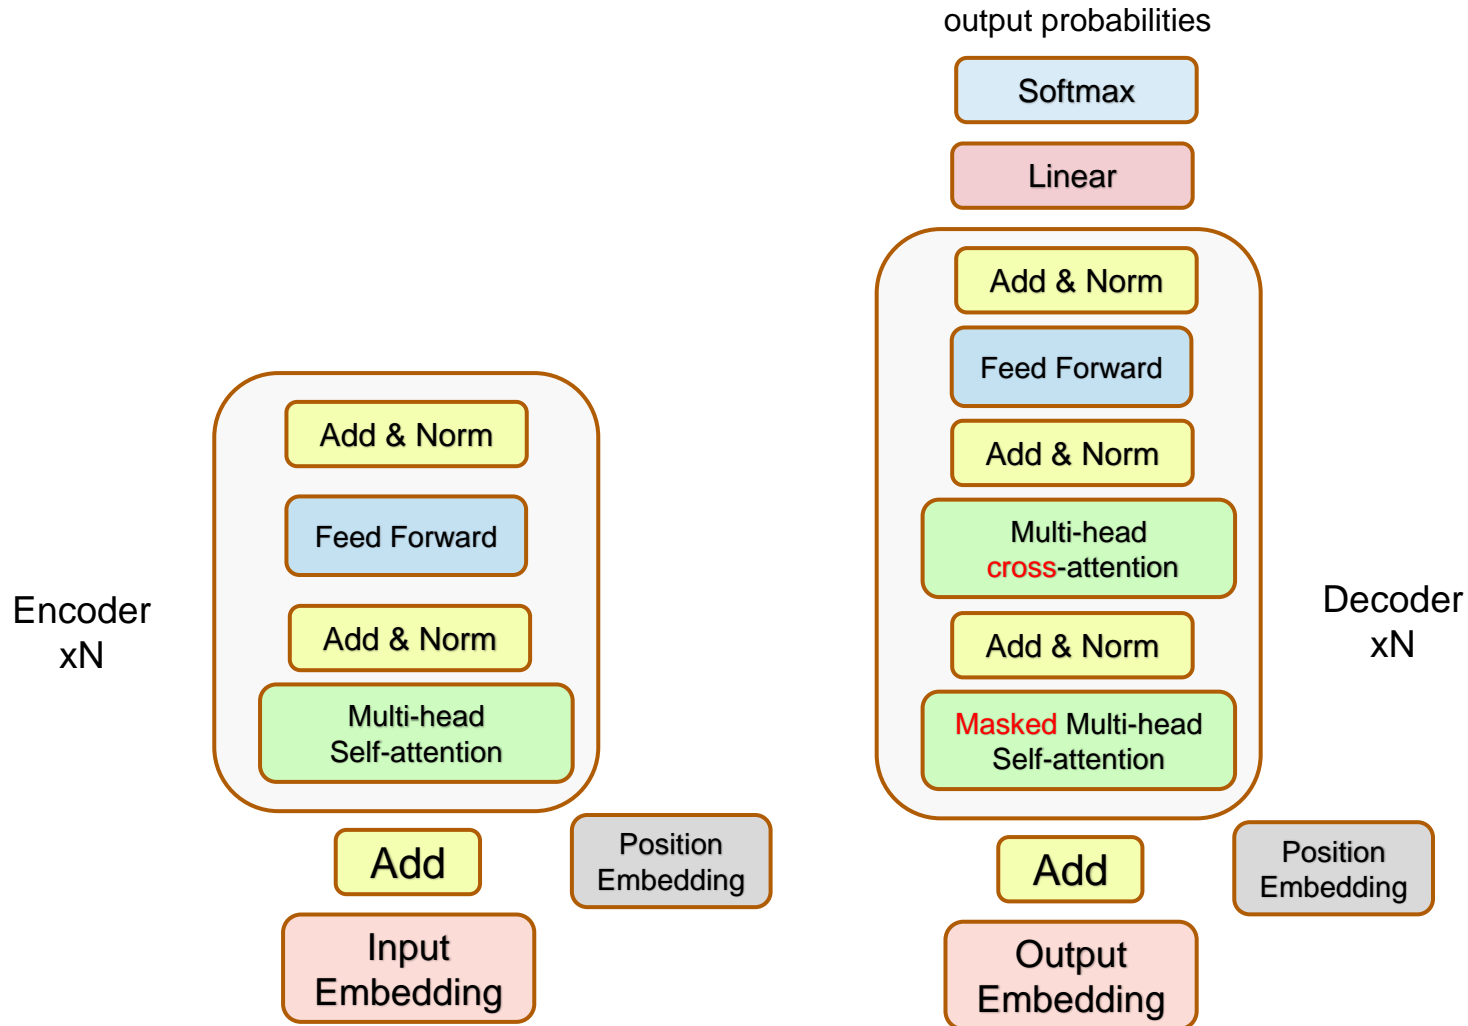 output probabilities
Softmax
Linear
Add & Norm
Feed Forward
Add & Norm
Multi-head
cross-attention
Add & Norm
Masked Multi-head
Self-attention
Decoder
xN
Add
Position
Embedding
Output
Embedding
Add & Norm
Feed Forward
Add & Norm
Multi-head
Self-attention
Encoder
xN
Add
Position
Embedding
Input
Embedding